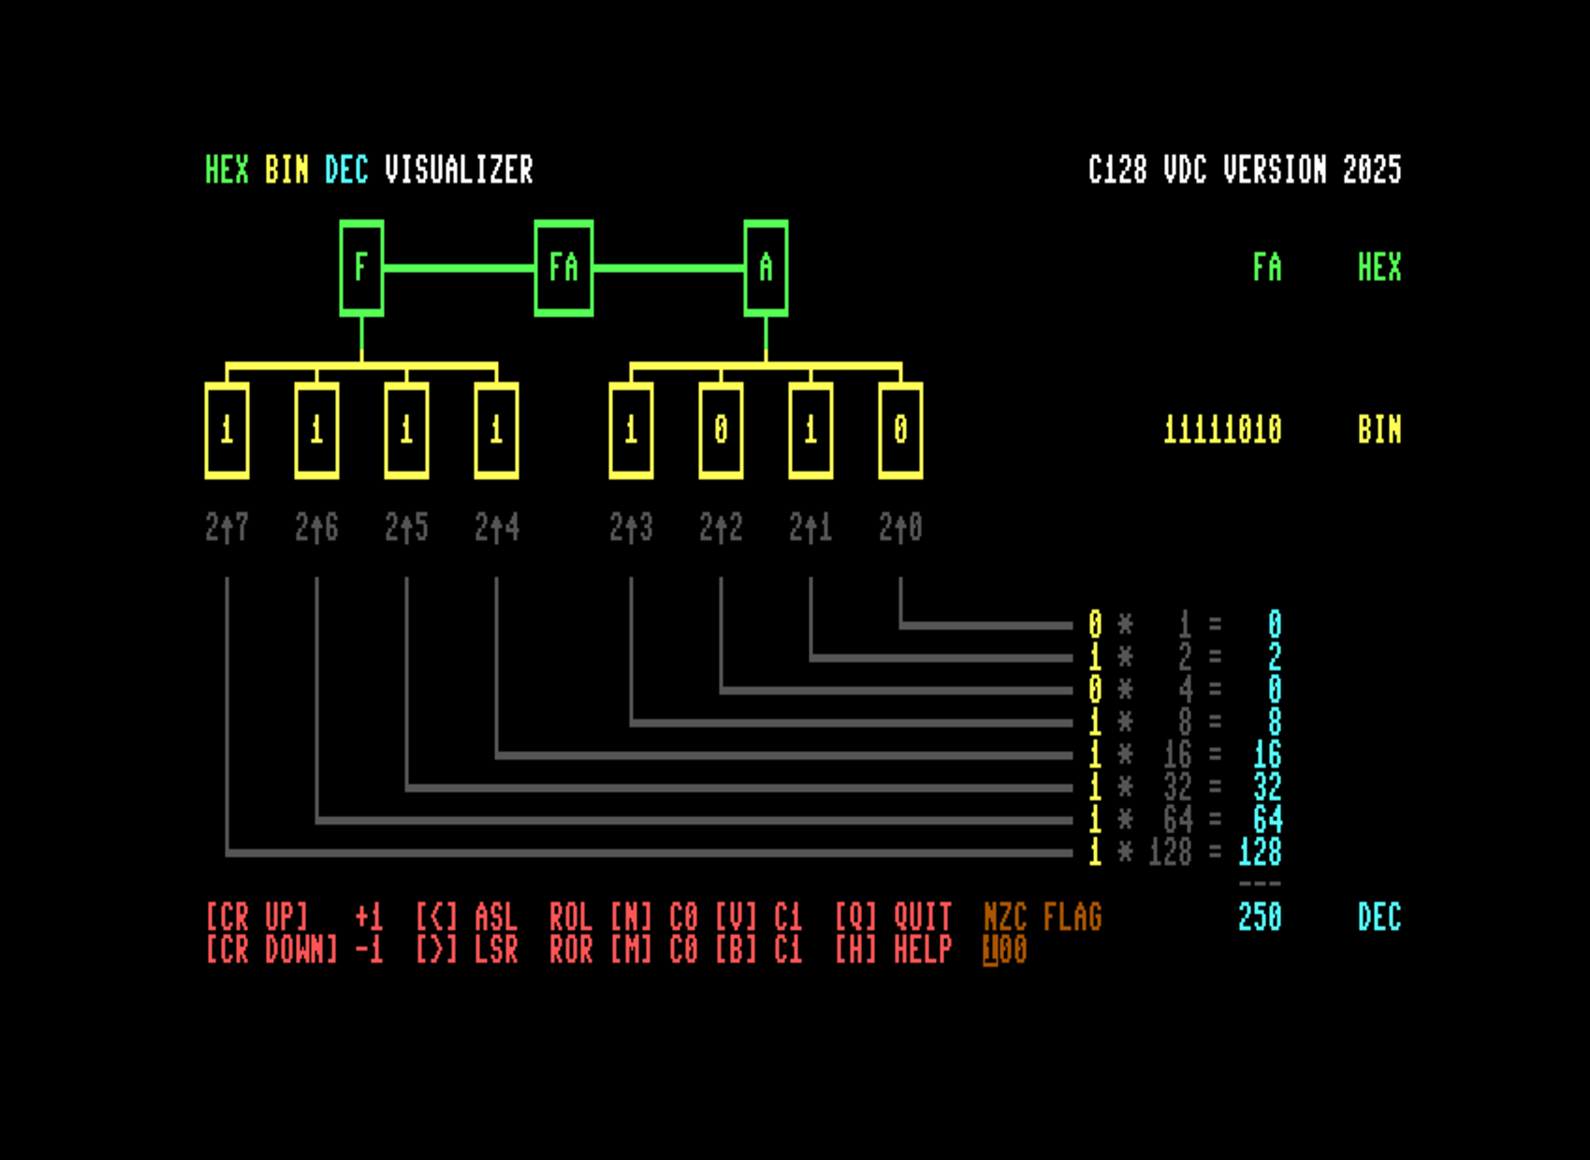 HEX BIN DEC VISUALIZER C128 VDC VERSION 2025
F FA A FA HEX
1 1 1 1 1 0 1 0 11111010 BIN
2↑7 2↑6 2↑5 2↑4 2↑3 2↑2 2↑1 2↑0
0 * 1 = 0
1 * 2 = 2
0 * 4 = 0
1 * 8 = 8
1 * 16 = 16
1 * 32 = 32
1 * 64 = 64
1 * 128 = 128
---
[CR UP] +1 [<] ASL ROL [N] C0 [V] C1 [Q] QUIT NZC FLAG 250 DEC
[CR DOWN] -1 [>] LSR ROR [M] C0 [B] C1 [H] HELP 100